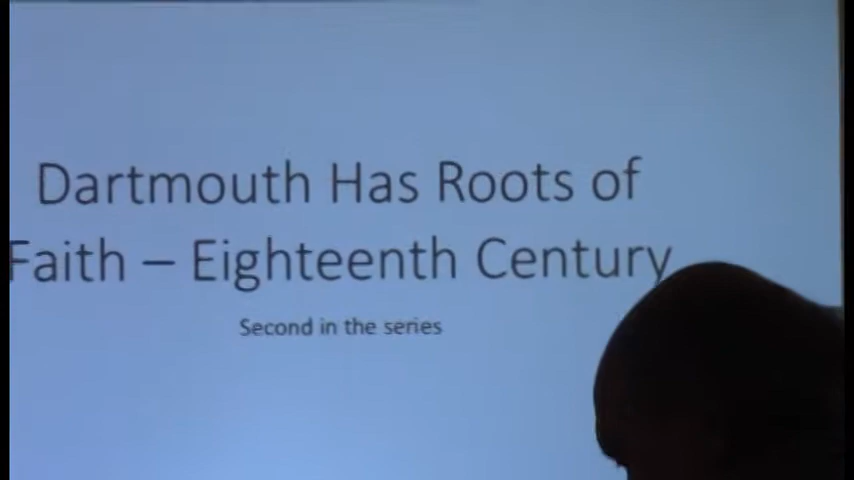 Dartmouth Has Roots of
Faith – Eighteenth Century
Second in the series